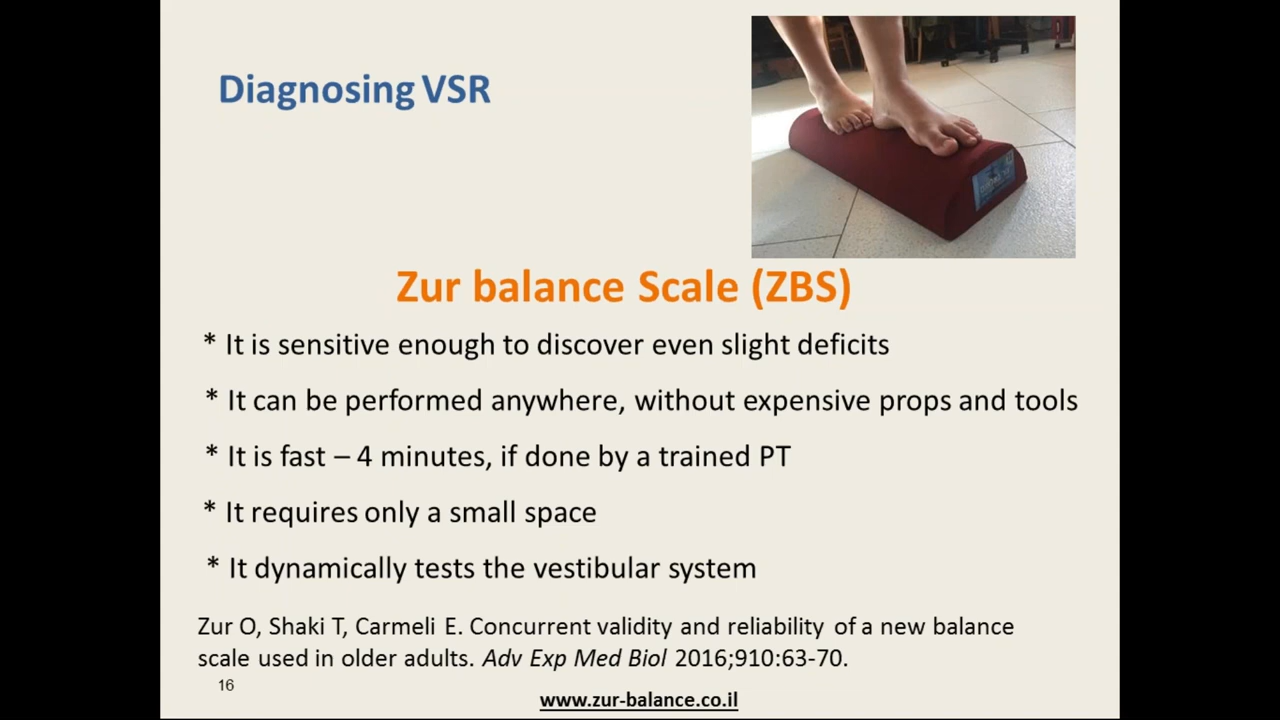 Diagnosing VSR
Zur balance Scale (ZBS)
* It is sensitive enough to discover even slight deficits
* It can be performed anywhere, without expensive props and tools
* It is fast – 4 minutes, if done by a trained PT
* It requires only a small space
* It dynamically tests the vestibular system
Zur O, Shaki T, Carmeli E. Concurrent validity and reliability of a new balance
scale used in older adults. Adv Exp Med Biol 2016;910:63-70.
16
www.zur-balance.co.il